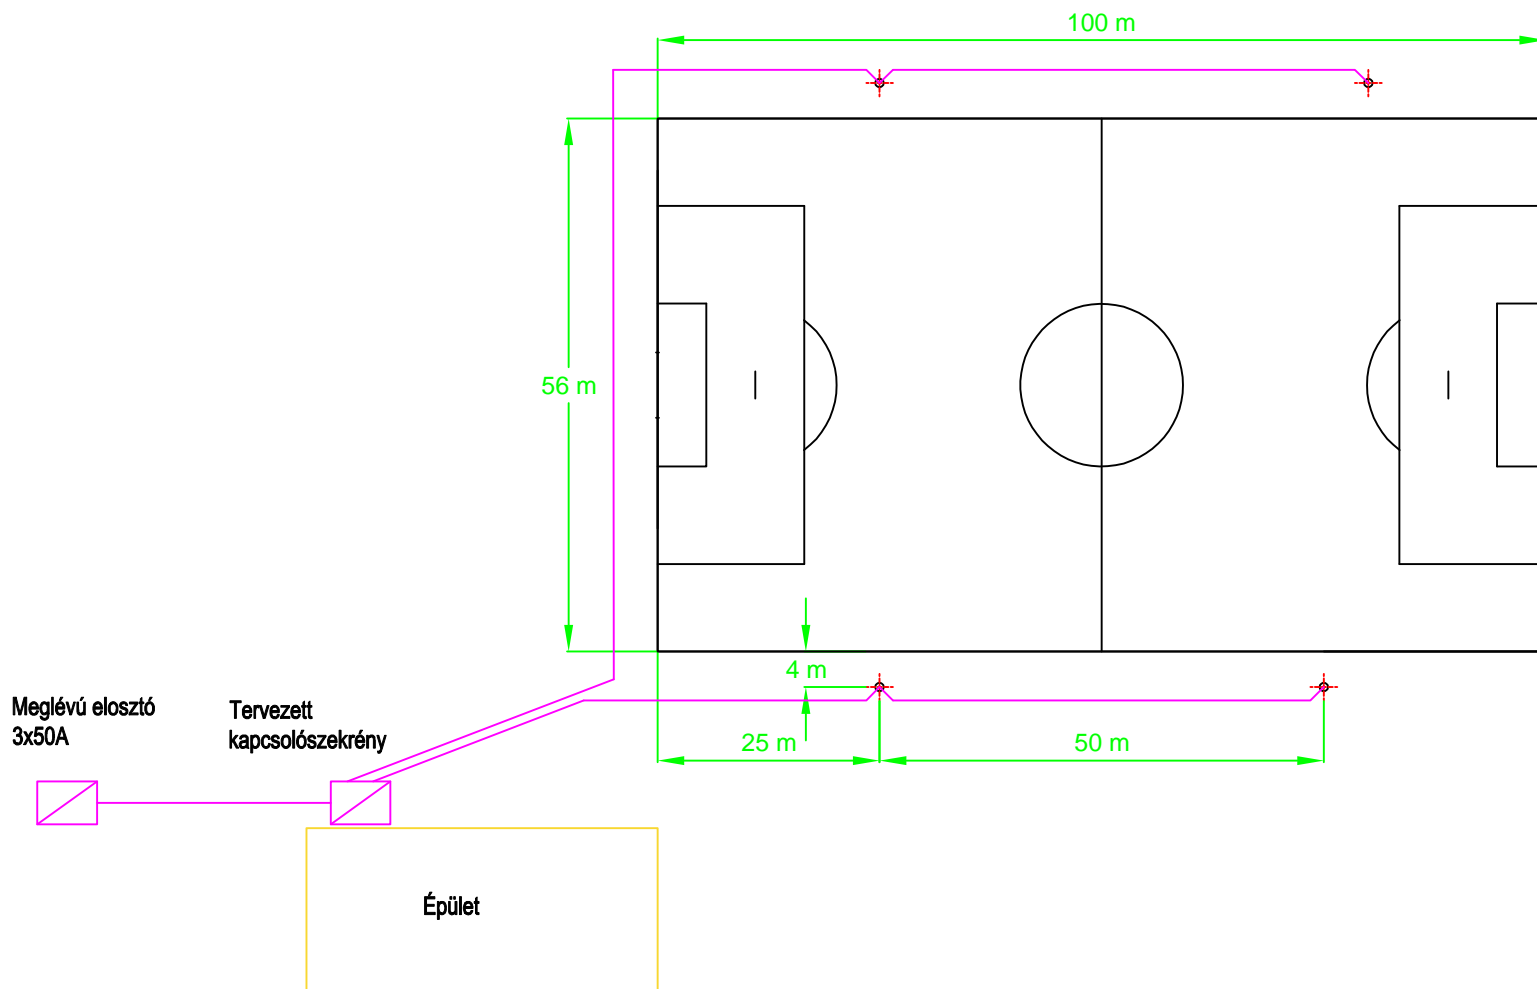 100 m
56 m
4 m
Meglévú elosztó
3x50A
Tervezett
kapcsolószekrény
25 m
50 m
Épület